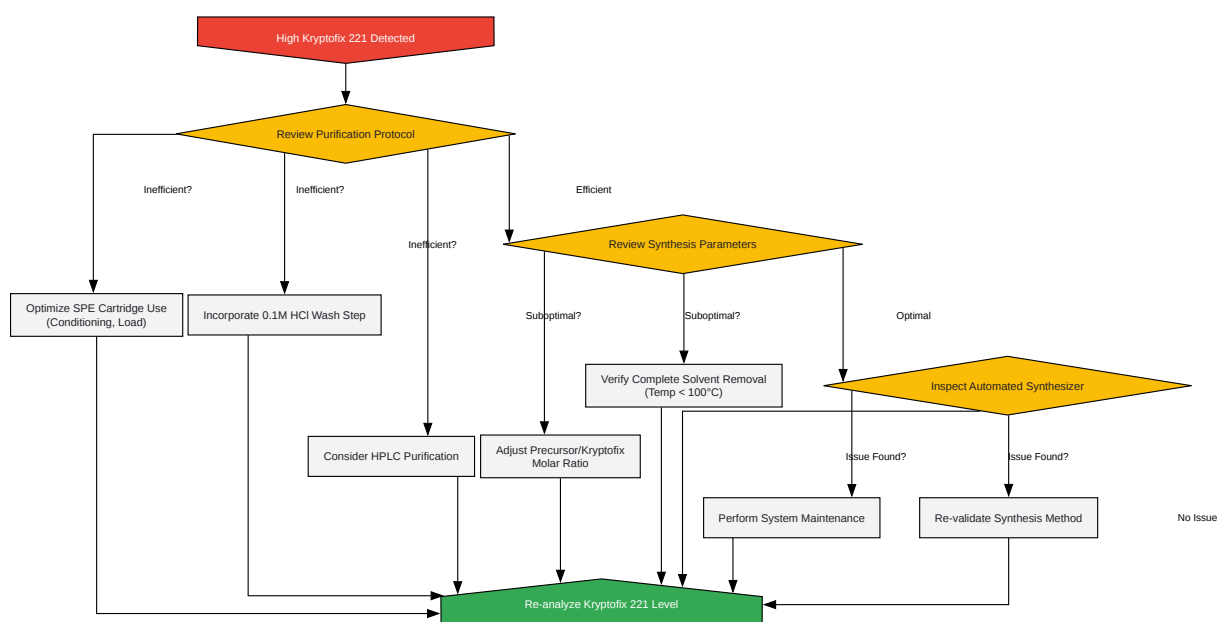 High Kryptofix 221 Detected
Review Purification Protocol
Inefficient?
Inefficient?
Efficient
Inefficient?
Review Synthesis Parameters
Optimize SPE Cartridge Use
(Conditioning, Load)
Incorporate 0.1M HCl Wash Step
Suboptimal?
Suboptimal?
Optimal
Verify Complete Solvent Removal
(Temp < 100°C)
Inspect Automated Synthesizer
Consider HPLC Purification
Adjust Precursor/Kryptofix
Molar Ratio
Issue Found?
Issue Found?
Perform System Maintenance
Re-validate Synthesis Method
No Issue
Re-analyze Kryptofix 221 Level